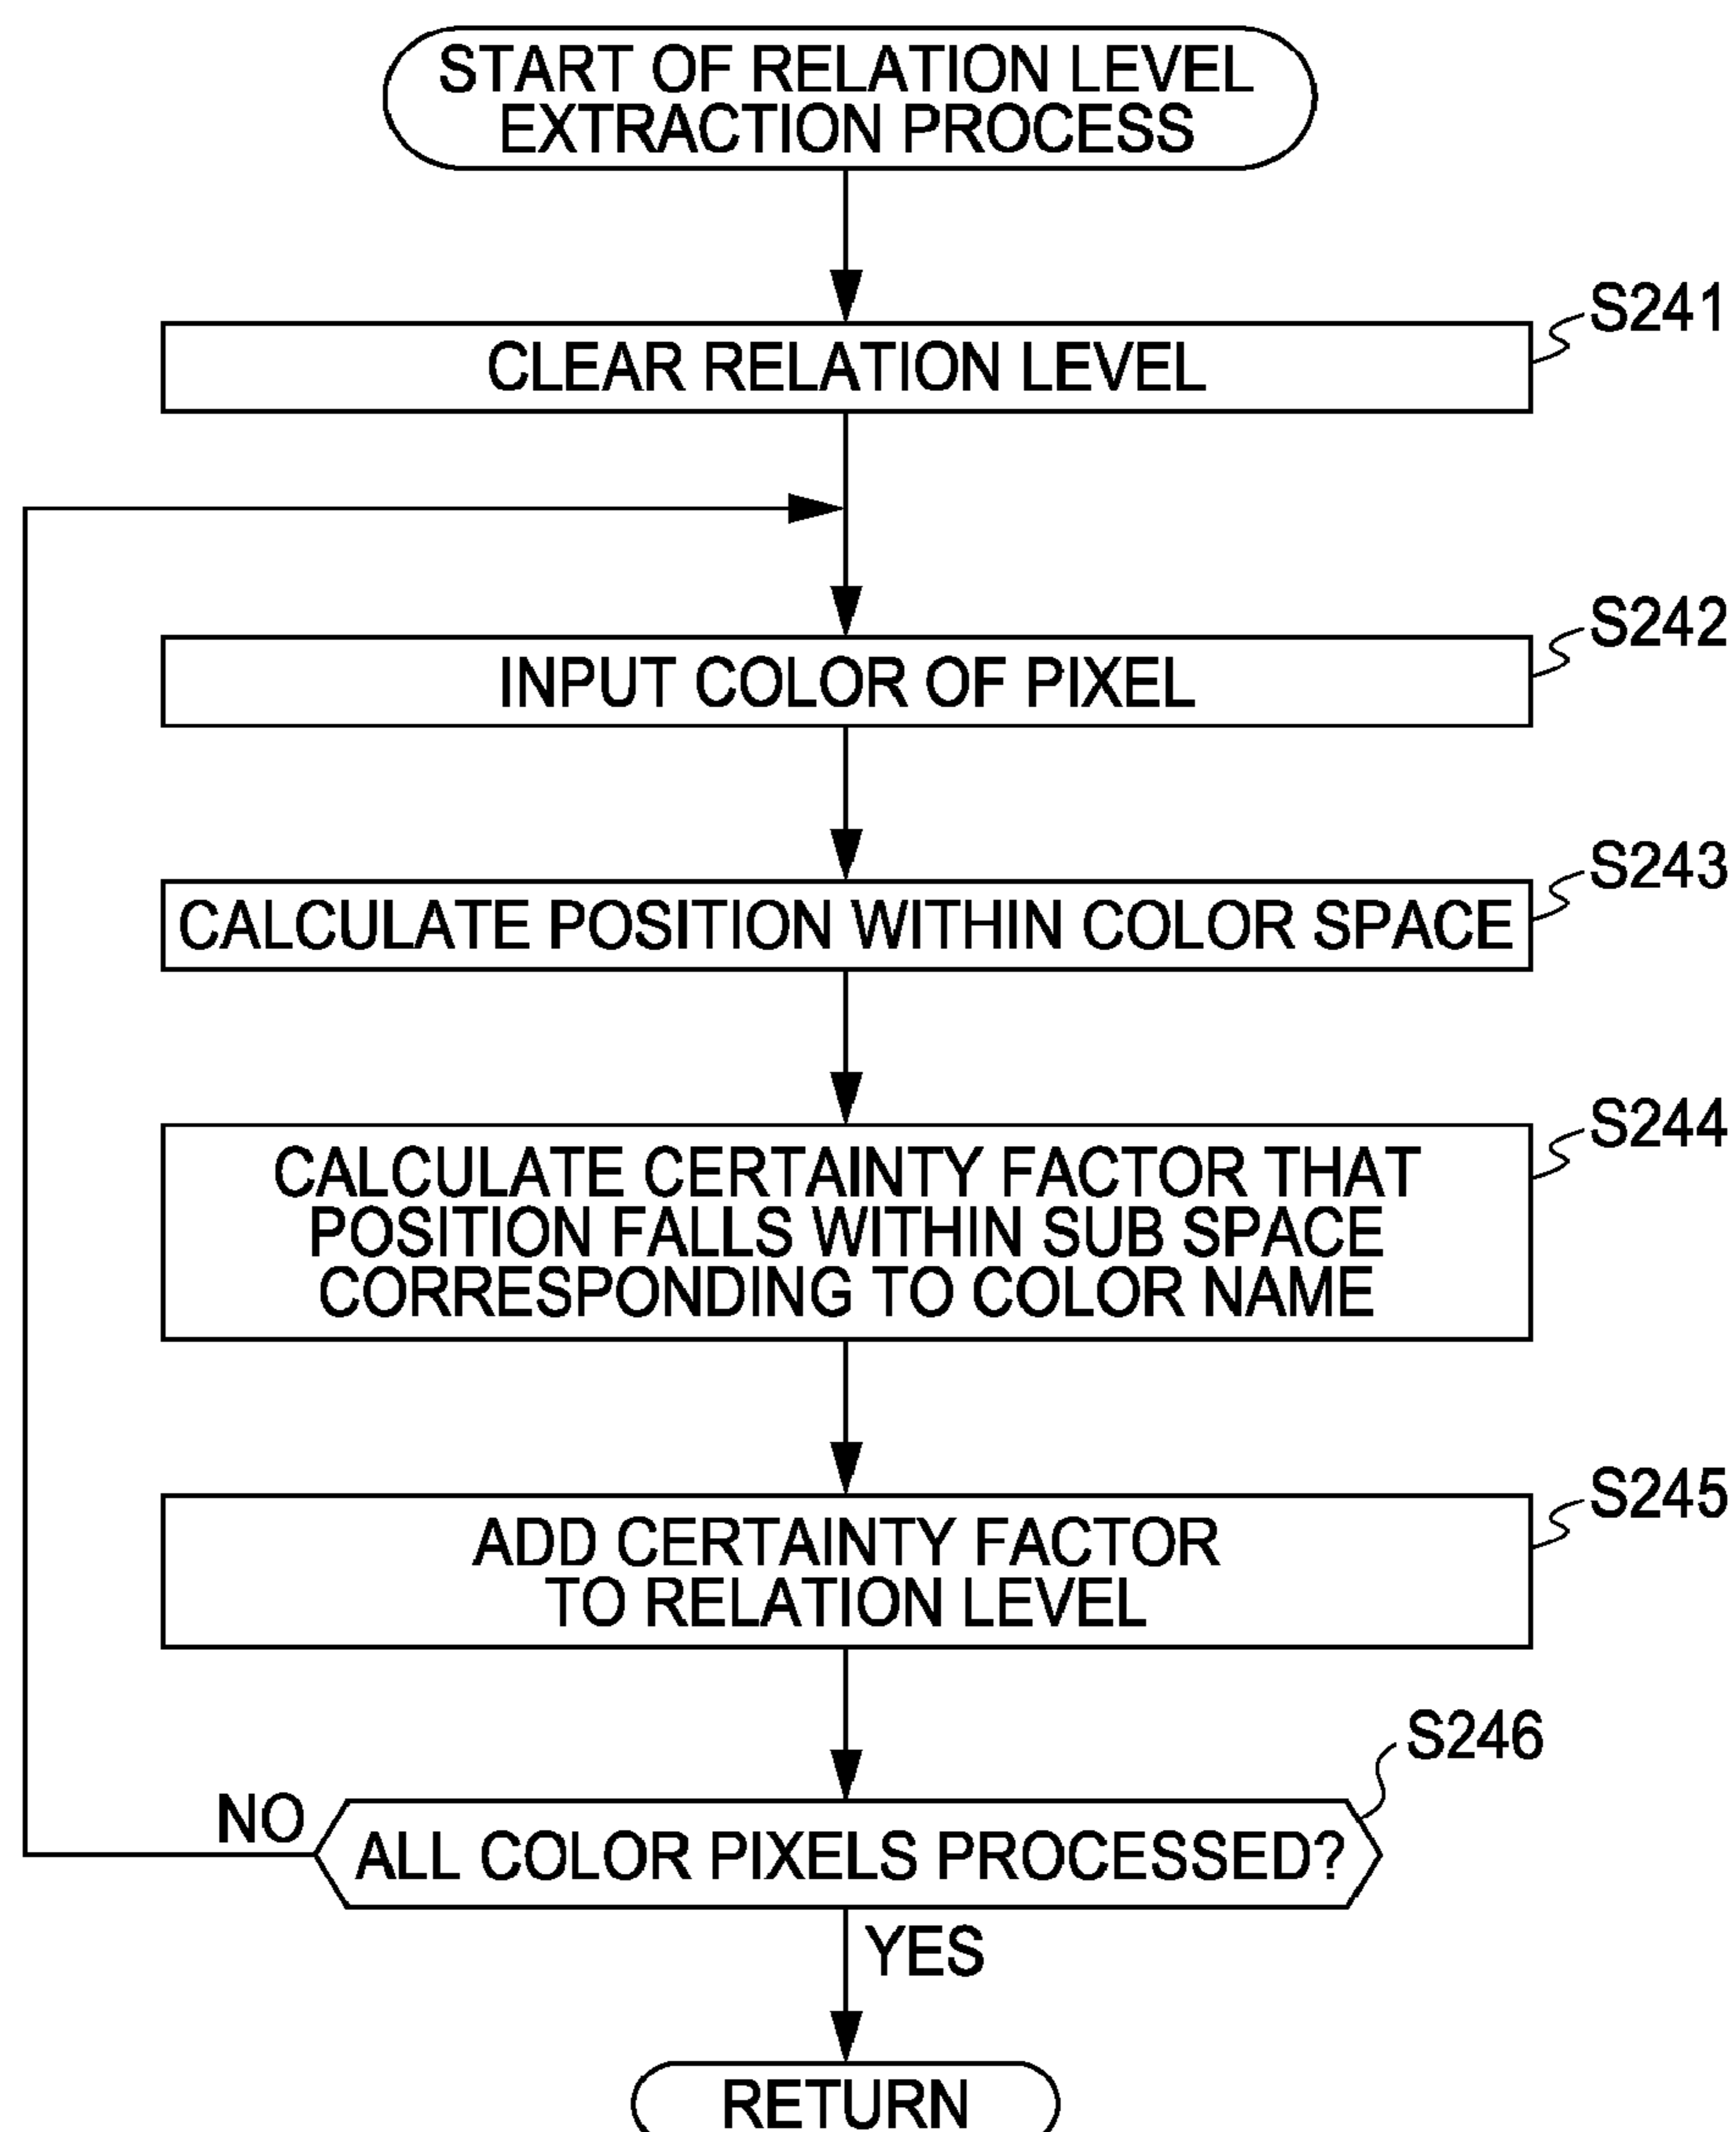 START OF RELATION LEVEL
EXTRACTION PROCESS
S241
CLEAR RELATION LEVEL
S242
INPUT COLOR OF PIXEL
S243
CALCULATE POSITION WITHIN COLOR SPACE
S244
CALCULATE CERTAINTY FACTOR THAT
POSITION FALLS WITHIN SUB SPACE
CORRESPONDING TO COLOR NAME
S245
ADD CERTAINTY FACTOR
TO RELATION LEVEL
S246
NO
ALL COLOR PIXELS PROCESSED?
YES
RETURN